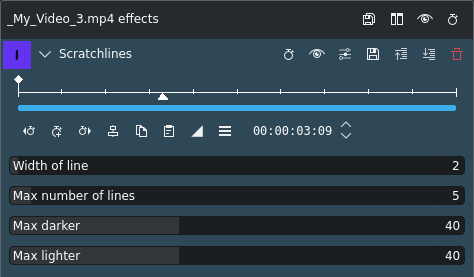 _My_Video_3.mp4 effects
Scratchlines
00:00:03:09
Width of line 2
Max number of lines 5
Max darker 40
Max lighter 40